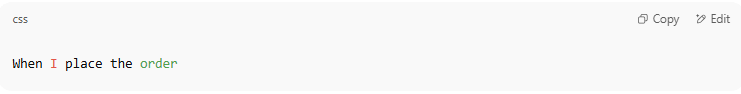 css
Copy
Edit
When I place the order